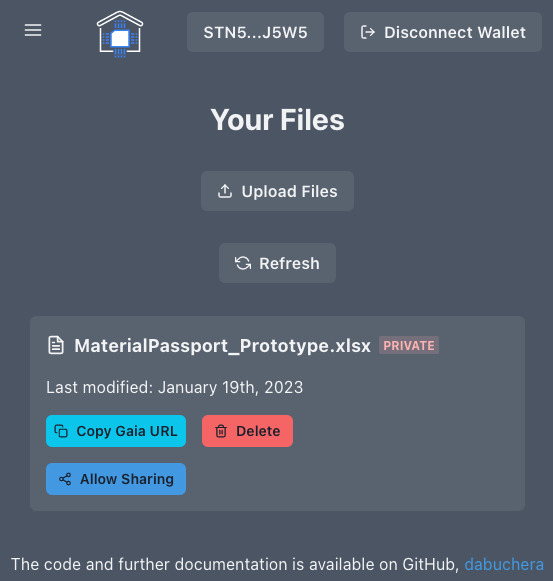 STN5...J5W5 Disconnect Wallet
Your Files
Upload Files
Refresh
MaterialPassport_Prototype.xlsx PRIVATE
Last modified: January 19th, 2023
Copy Gaia URL Delete
Allow Sharing
The code and further documentation is available on GitHub, dabuchera